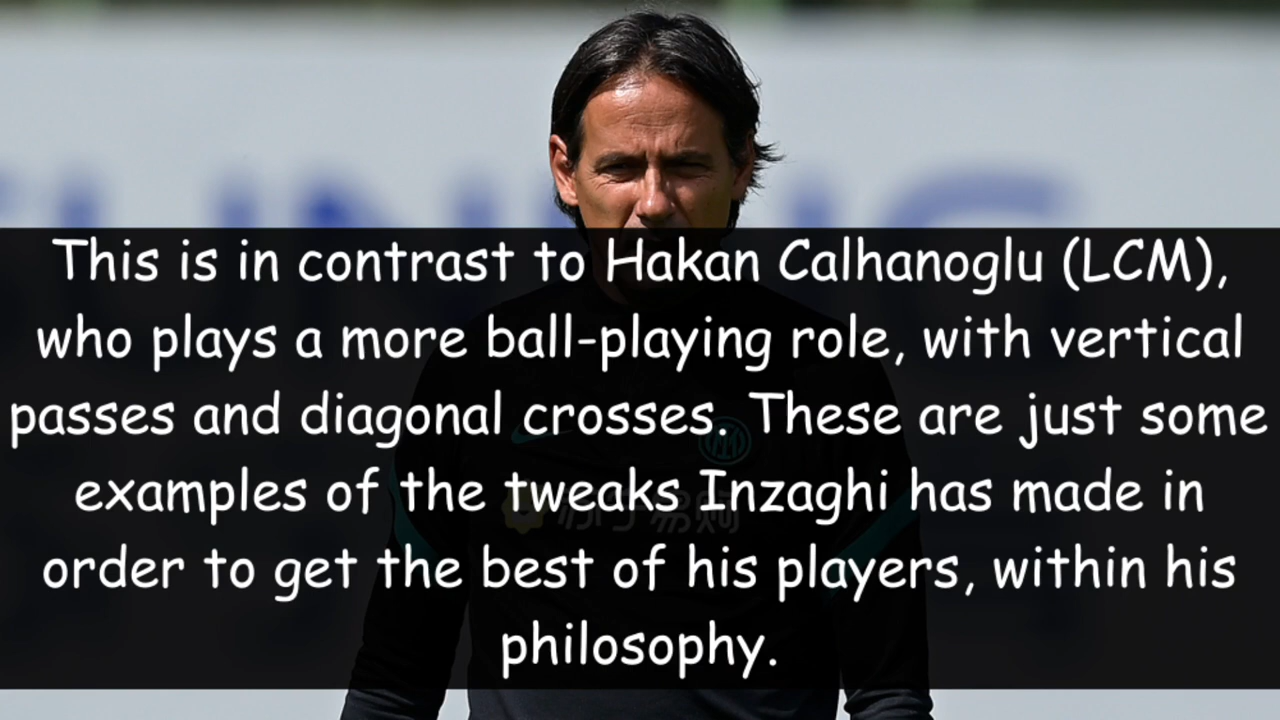 SUNING
This is in contrast to Hakan Calhanoglu (LCM),
who plays a more ball-playing role, with vertical
passes and diagonal crosses. These are just some
examples of the tweaks Inzaghi has made in
order to get the best of his players, within his
philosophy.